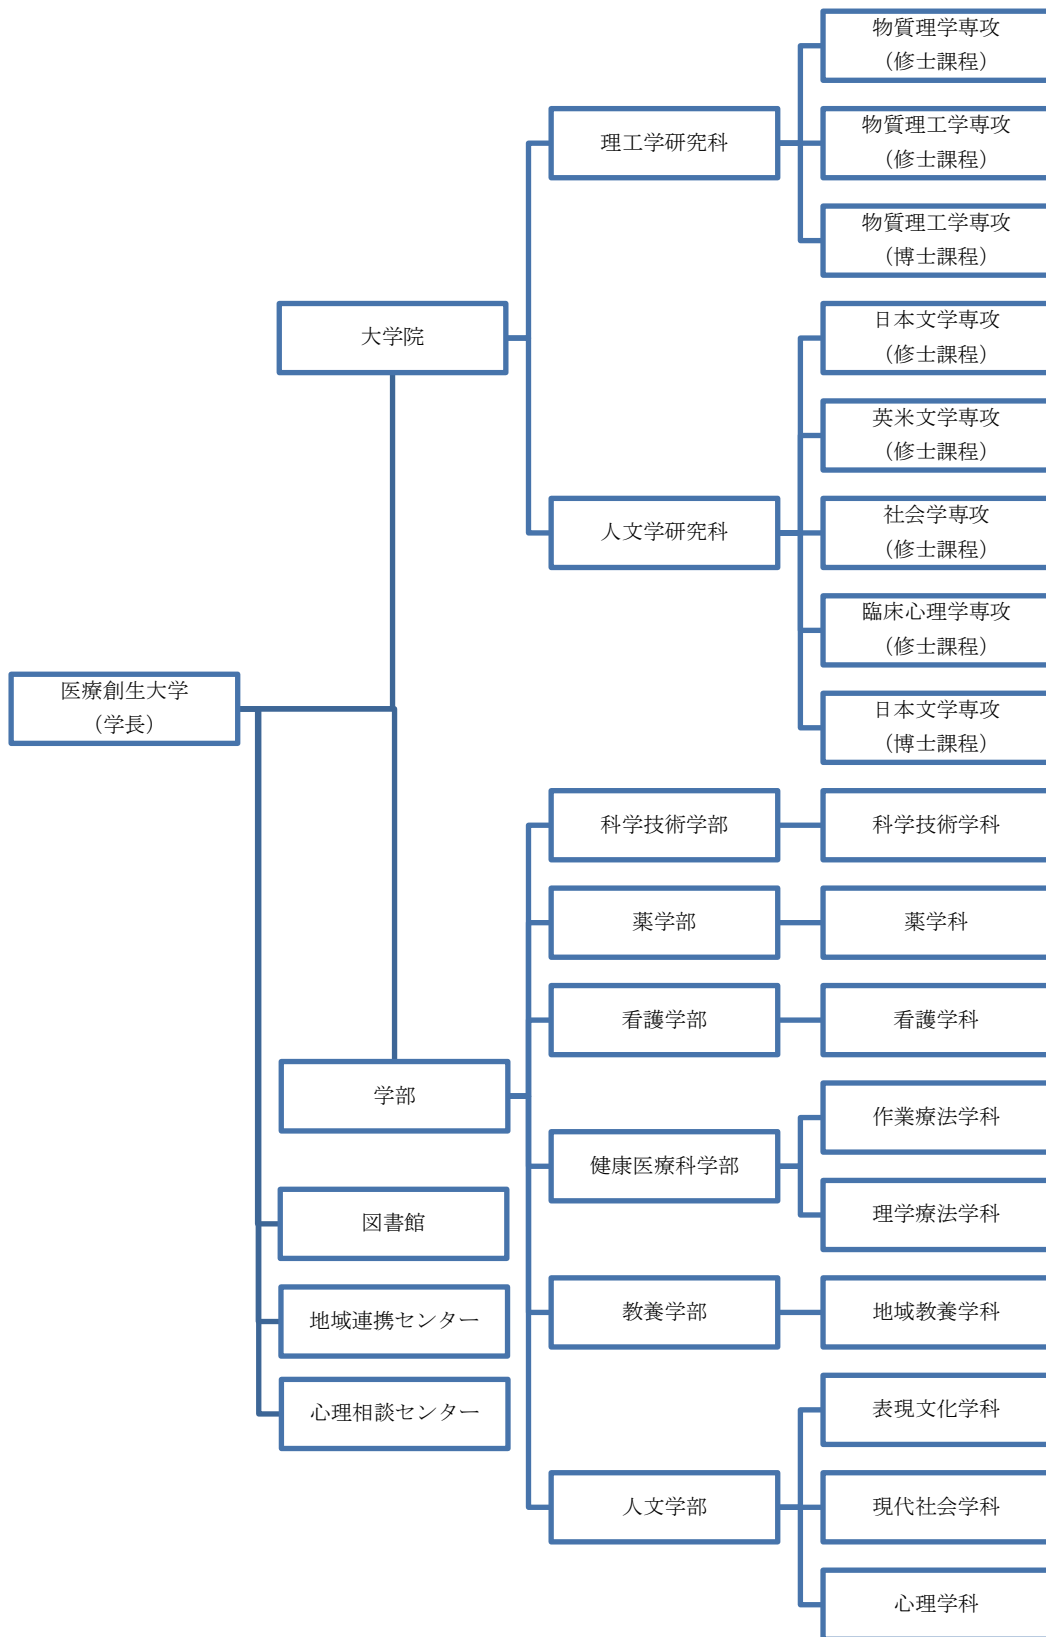 医療創生大学
（学長）
大学院
理工学研究科
物質理学専攻
（修士課程）
物質理工学専攻
（修士課程）
物質理工学専攻
（博士課程）
人文学研究科
日本文学専攻
（修士課程）
英米文学専攻
（修士課程）
社会学専攻
（修士課程）
臨床心理学専攻
（修士課程）
日本文学専攻
（博士課程）
学部
科学技術学部
科学技術学科
薬学部
薬学科
看護学部
看護学科
健康医療科学部
作業療法学科
理学療法学科
教養学部
地域教養学科
人文学部
表現文化学科
現代社会学科
心理学科
図書館
地域連携センター
心理相談センター